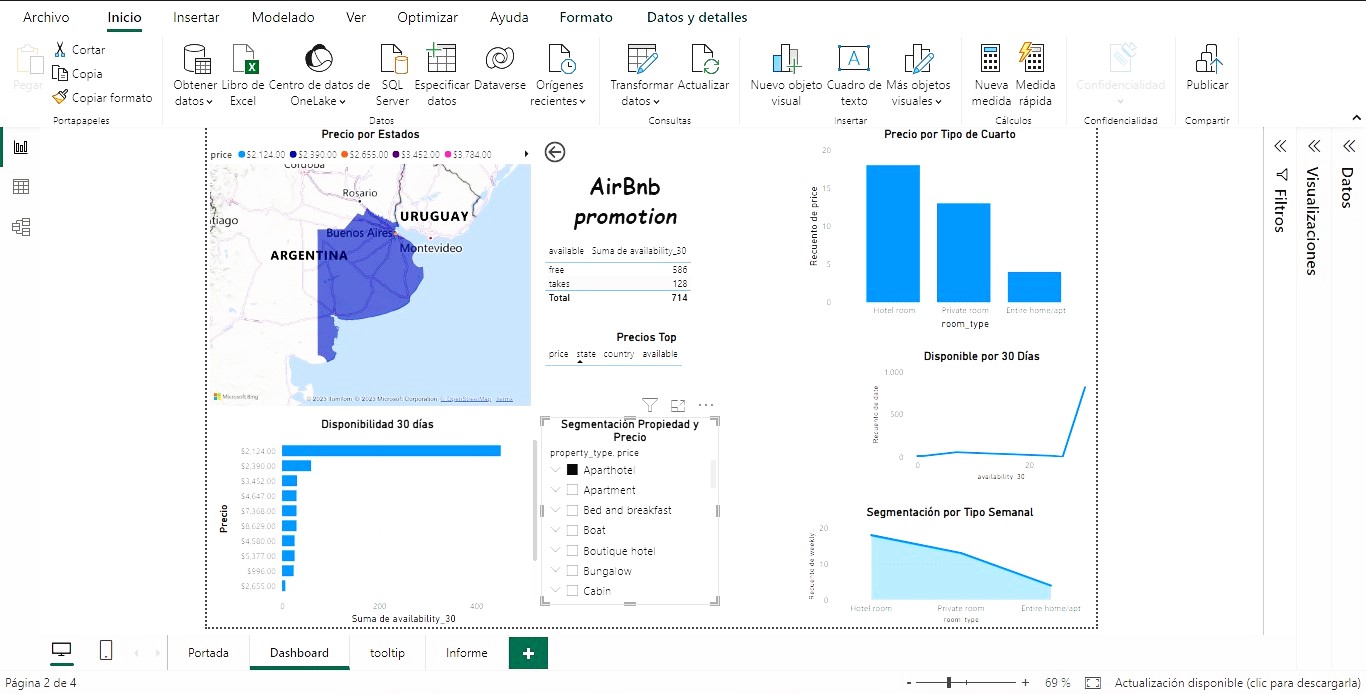 Archivo Inicio Insertar Modelado Ver Optimizar Ayuda Formato Datos y detalles
Pegar
Cortar
Copia
Copiar formato
Portapapeles
Obtener datos
Libro de Excel
Centro de datos de OneLake
SQL Server
Especificar datos
Dataverse
Orígenes recientes
Datos
Transformar datos
Actualizar
Consultas
Nuevo objeto visual
Cuadro de texto
A
Más objetos visuales
Insertar
Nueva medida
Medida rápida
Cálculos
Confidencialidad
Confidencialidad
Publicar
Compartir
Precio por Estados
price $2.124.00 $2.390.00 $2.655.00 $3.452.00 $3,784.00
Córdoba
Rosario
tiago
URUGUAY
Buenos Aires
Montevideo
ARGENTINA
Microsoft Bing
© 2023 TomTom, © 2023 Microsoft Corporation, © OpenStreetMap Terms
AirBnb
promotion
available Suma de availability_30
free 586
takes 128
Total 714
Precios Top
price state country available
Precio por Tipo de Cuarto
Recuento de price
20
15
10
5
0
Hotel room Private room Entire home/apt
room_type
Disponible por 30 Días
Recuento de date
1.000
500
0
0 20
availability_30
Disponibilidad 30 días
Precio
$2,124.00
$2,390.00
$3,452.00
$4,647.00
$7,368.00
$8,629.00
$4,580.00
$5,377.00
$996.00
$2,655.00
0 200 400
Suma de availability_30
Segmentación Propiedad y
Precio
property_type, price
Aparthotel
Apartment
Bed and breakfast
Boat
Boutique hotel
Bungalow
Cabin
Segmentación por Tipo Semanal
Recuento de weekly
20
10
0
Hotel room Private room Entire home/apt
room_type
Filtros
Visualizaciones
Datos
Portada Dashboard tooltip Informe +
Página 2 de 4
- + 69 % Actualización disponible (clic para descargarla)